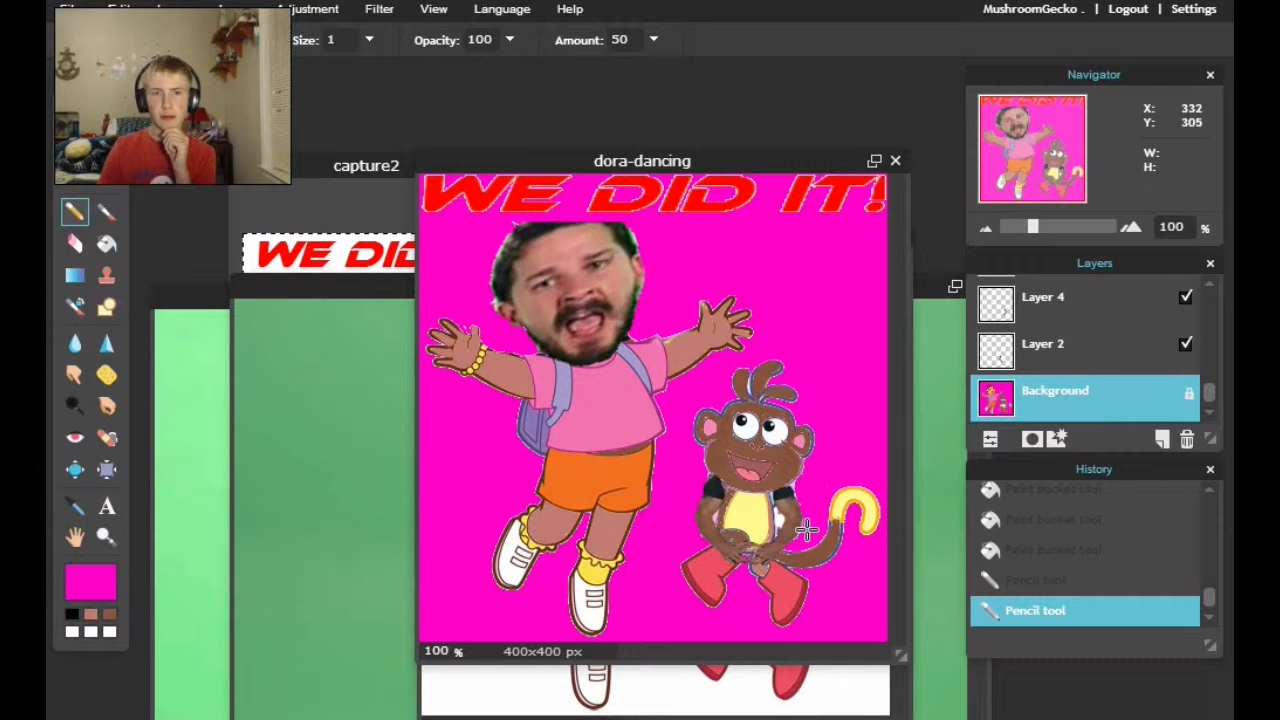 Adjustment Filter View Language Help MushroomGecko . Logout Settings
Size: 1 Opacity: 100 Amount: 50
Navigator
X: 332
Y: 305
W:
H:
100 %
capture2
dora-dancing
WE DID IT!
WE DID
Layers
Layer 4
Layer 2
Background
History
Paint bucket tool
Paint bucket tool
Paint bucket tool
Pencil tool
Pencil tool
100 % 400x400 px